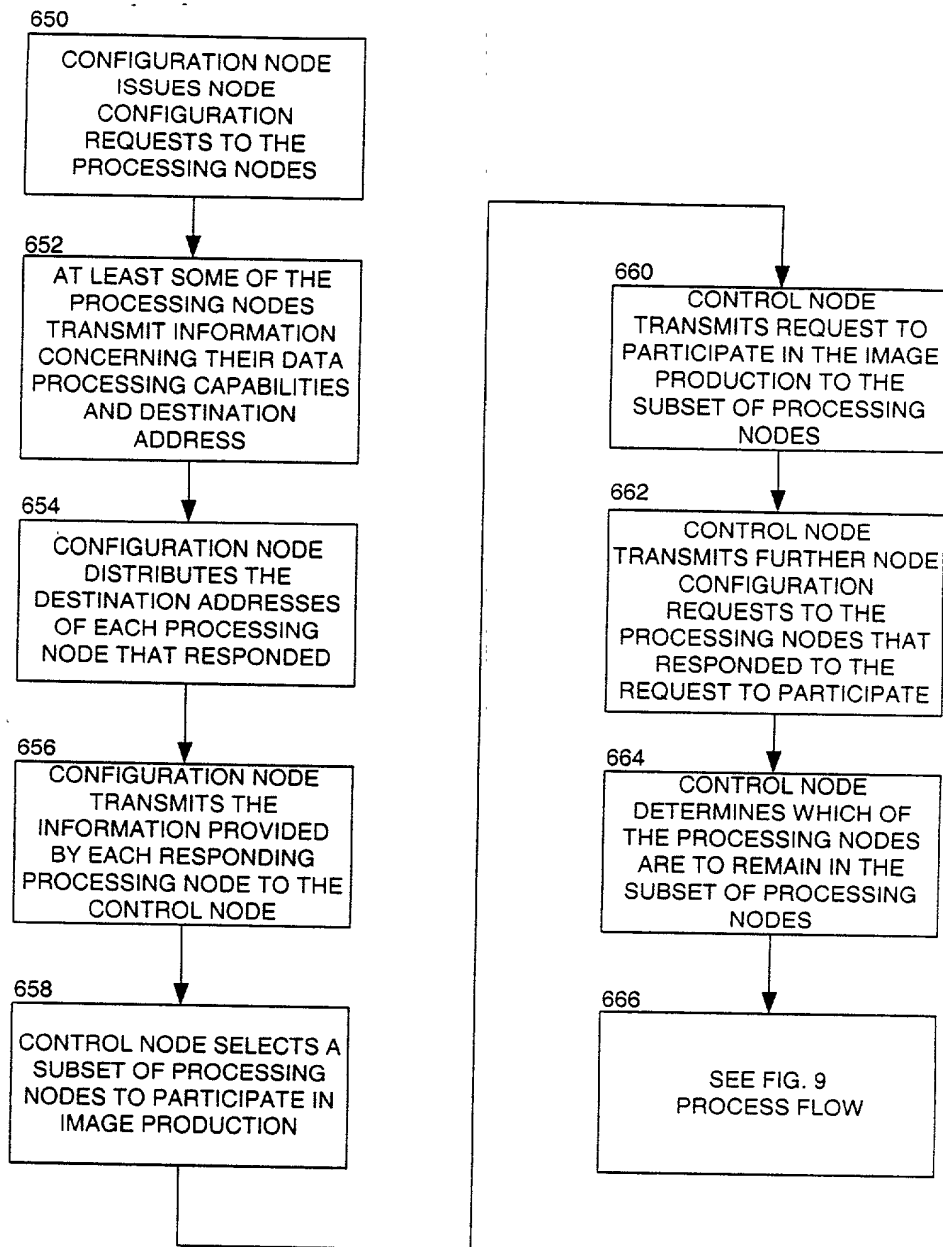 650
CONFIGURATION NODE
ISSUES NODE
CONFIGURATION
REQUESTS TO THE
PROCESSING NODES
652
AT LEAST SOME OF THE
PROCESSING NODES
TRANSMIT INFORMATION
CONCERNING THEIR DATA
PROCESSING CAPABILITIES
AND DESTINATION
ADDRESS
654
CONFIGURATION NODE
DISTRIBUTES THE
DESTINATION ADDRESSES
OF EACH PROCESSING
NODE THAT RESPONDED
656
CONFIGURATION NODE
TRANSMITS THE
INFORMATION PROVIDED
BY EACH RESPONDING
PROCESSING NODE TO THE
CONTROL NODE
658
CONTROL NODE SELECTS A
SUBSET OF PROCESSING
NODES TO PARTICIPATE IN
IMAGE PRODUCTION
660
CONTROL NODE
TRANSMITS REQUEST TO
PARTICIPATE IN THE IMAGE
PRODUCTION TO THE
SUBSET OF PROCESSING
NODES
662
CONTROL NODE
TRANSMITS FURTHER NODE
CONFIGURATION
REQUESTS TO THE
PROCESSING NODES THAT
RESPONDED TO THE
REQUEST TO PARTICIPATE
664
CONTROL NODE
DETERMINES WHICH OF
THE PROCESSING NODES
ARE TO REMAIN IN THE
SUBSET OF PROCESSING
NODES
666
SEE FIG. 9
PROCESS FLOW